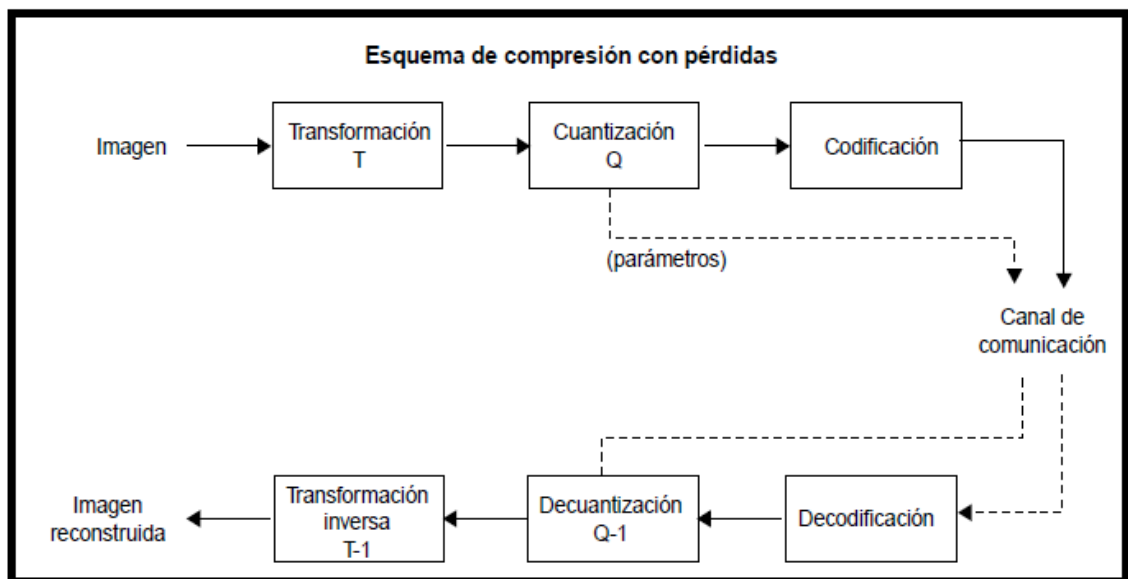 Esquema de compresión con pérdidas
Imagen
Transformación
T
Cuantización
Q
Codificación
(parámetros)
Canal de
comunicación
Imagen
reconstruida
Transformación
inversa
T-1
Decuantización
Q-1
Decodificación